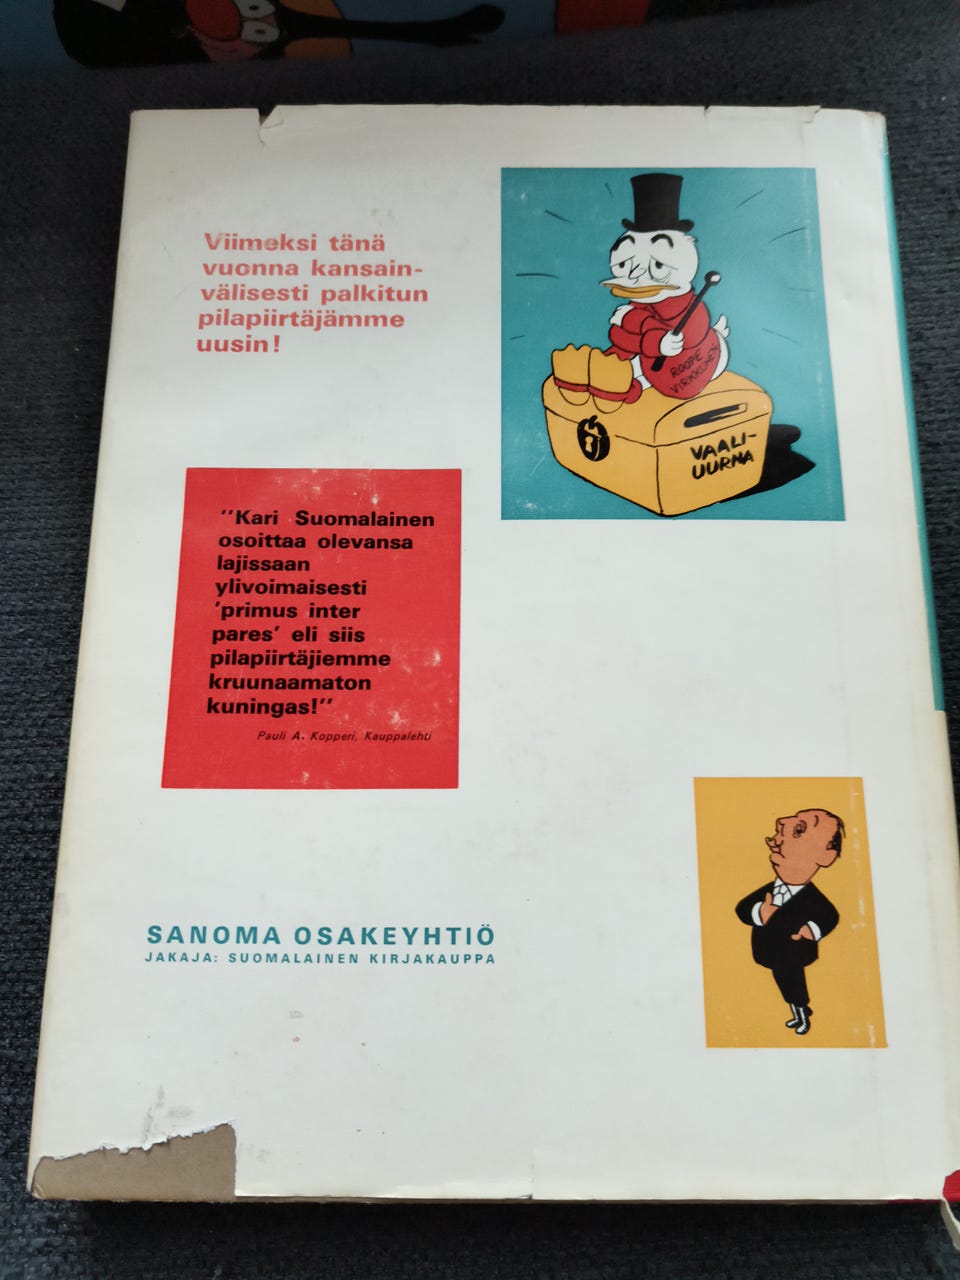 Viimeksi tänä
vuonna kansain-
välisesti palkitun
pilapiirtäjämme
uusin!
ROOPE
VIRKKUNEN
VAALI-
UURNA
"Kari Suomalainen
osoittaa olevansa
lajissaan
ylivoimaisesti
'primus inter
pares' eli siis
pilapiirtäjiemme
kruunaamaton
kuningas!"
Pauli A. Kopperi, Kauppalehti
SANOMA OSAKEYHTIÖ
JAKAJA: SUOMALAINEN KIRJAKAUPPA